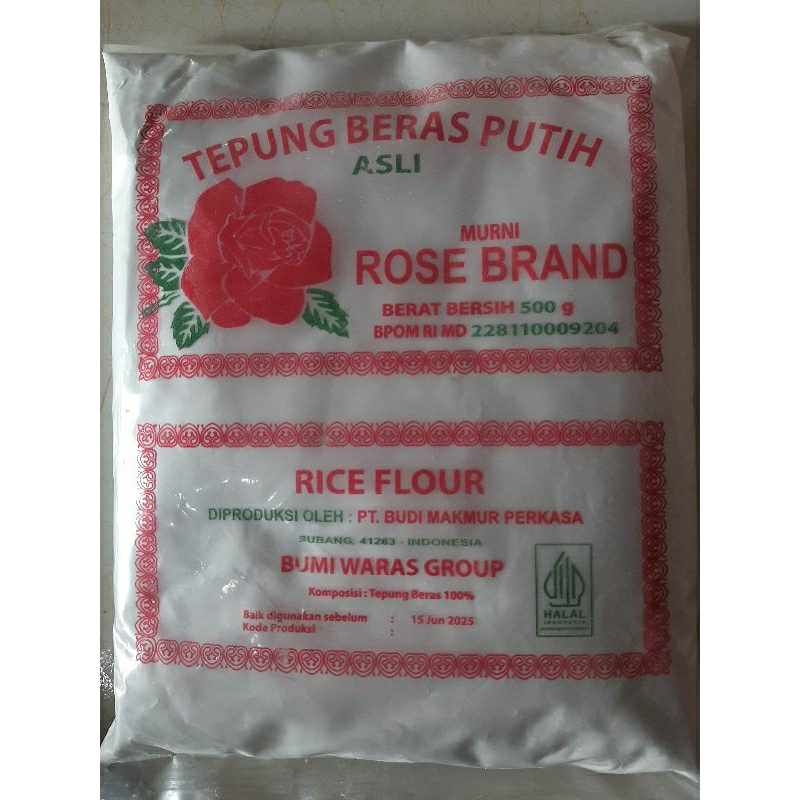 TEPUNG BERAS PUTIH
ASLI
MURNI
ROSE BRAND
BERAT BERSIH 500 g
BPOM RI MD 228110009204
RICE FLOUR
DIPRODUKSI OLEH : PT. BUDI MAKMUR PERKASA
SUBANG, 41263 - INDONESIA
BUMI WARAS GROUP
Komposisi : Tepung Beras 100%
Baik digunakan sebelum : 15 Jun 2025
Kode Produksi :
HALAL
INDONESIA